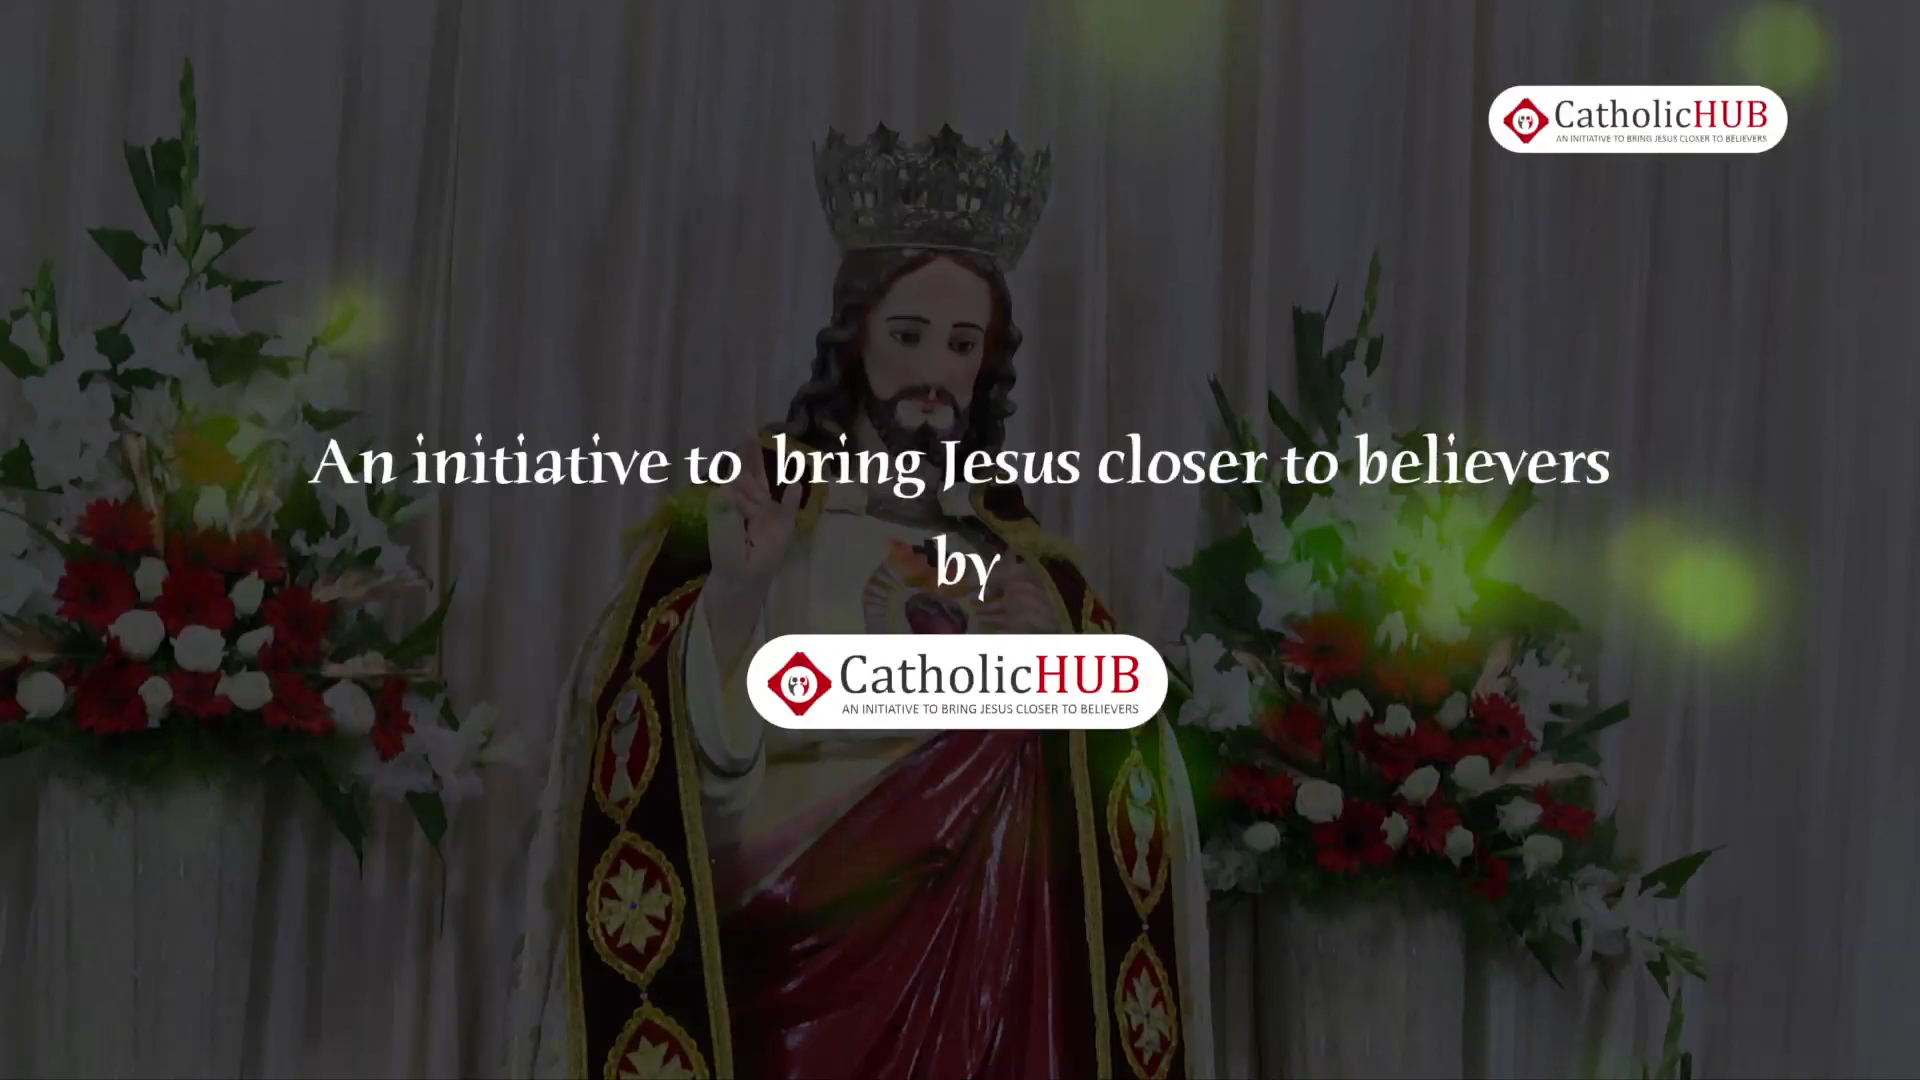 CatholicHUB
AN INITIATIVE TO BRING JESUS CLOSER TO BELIEVERS
An initiative to bring Jesus closer to believers
by
CatholicHUB
AN INITIATIVE TO BRING JESUS CLOSER TO BELIEVERS